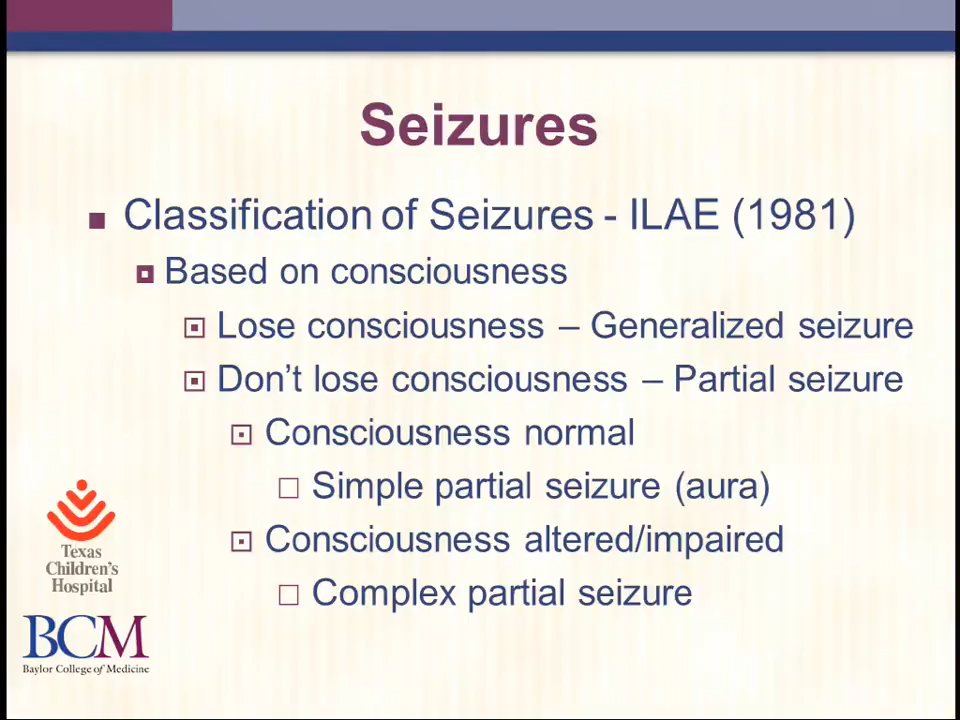 Seizures
Classification of Seizures - ILAE (1981)
Based on consciousness
Lose consciousness – Generalized seizure
Don't lose consciousness – Partial seizure
Consciousness normal
Simple partial seizure (aura)
Consciousness altered/impaired
Complex partial seizure
Texas
Children's
Hospital
BCM
Baylor College of Medicine